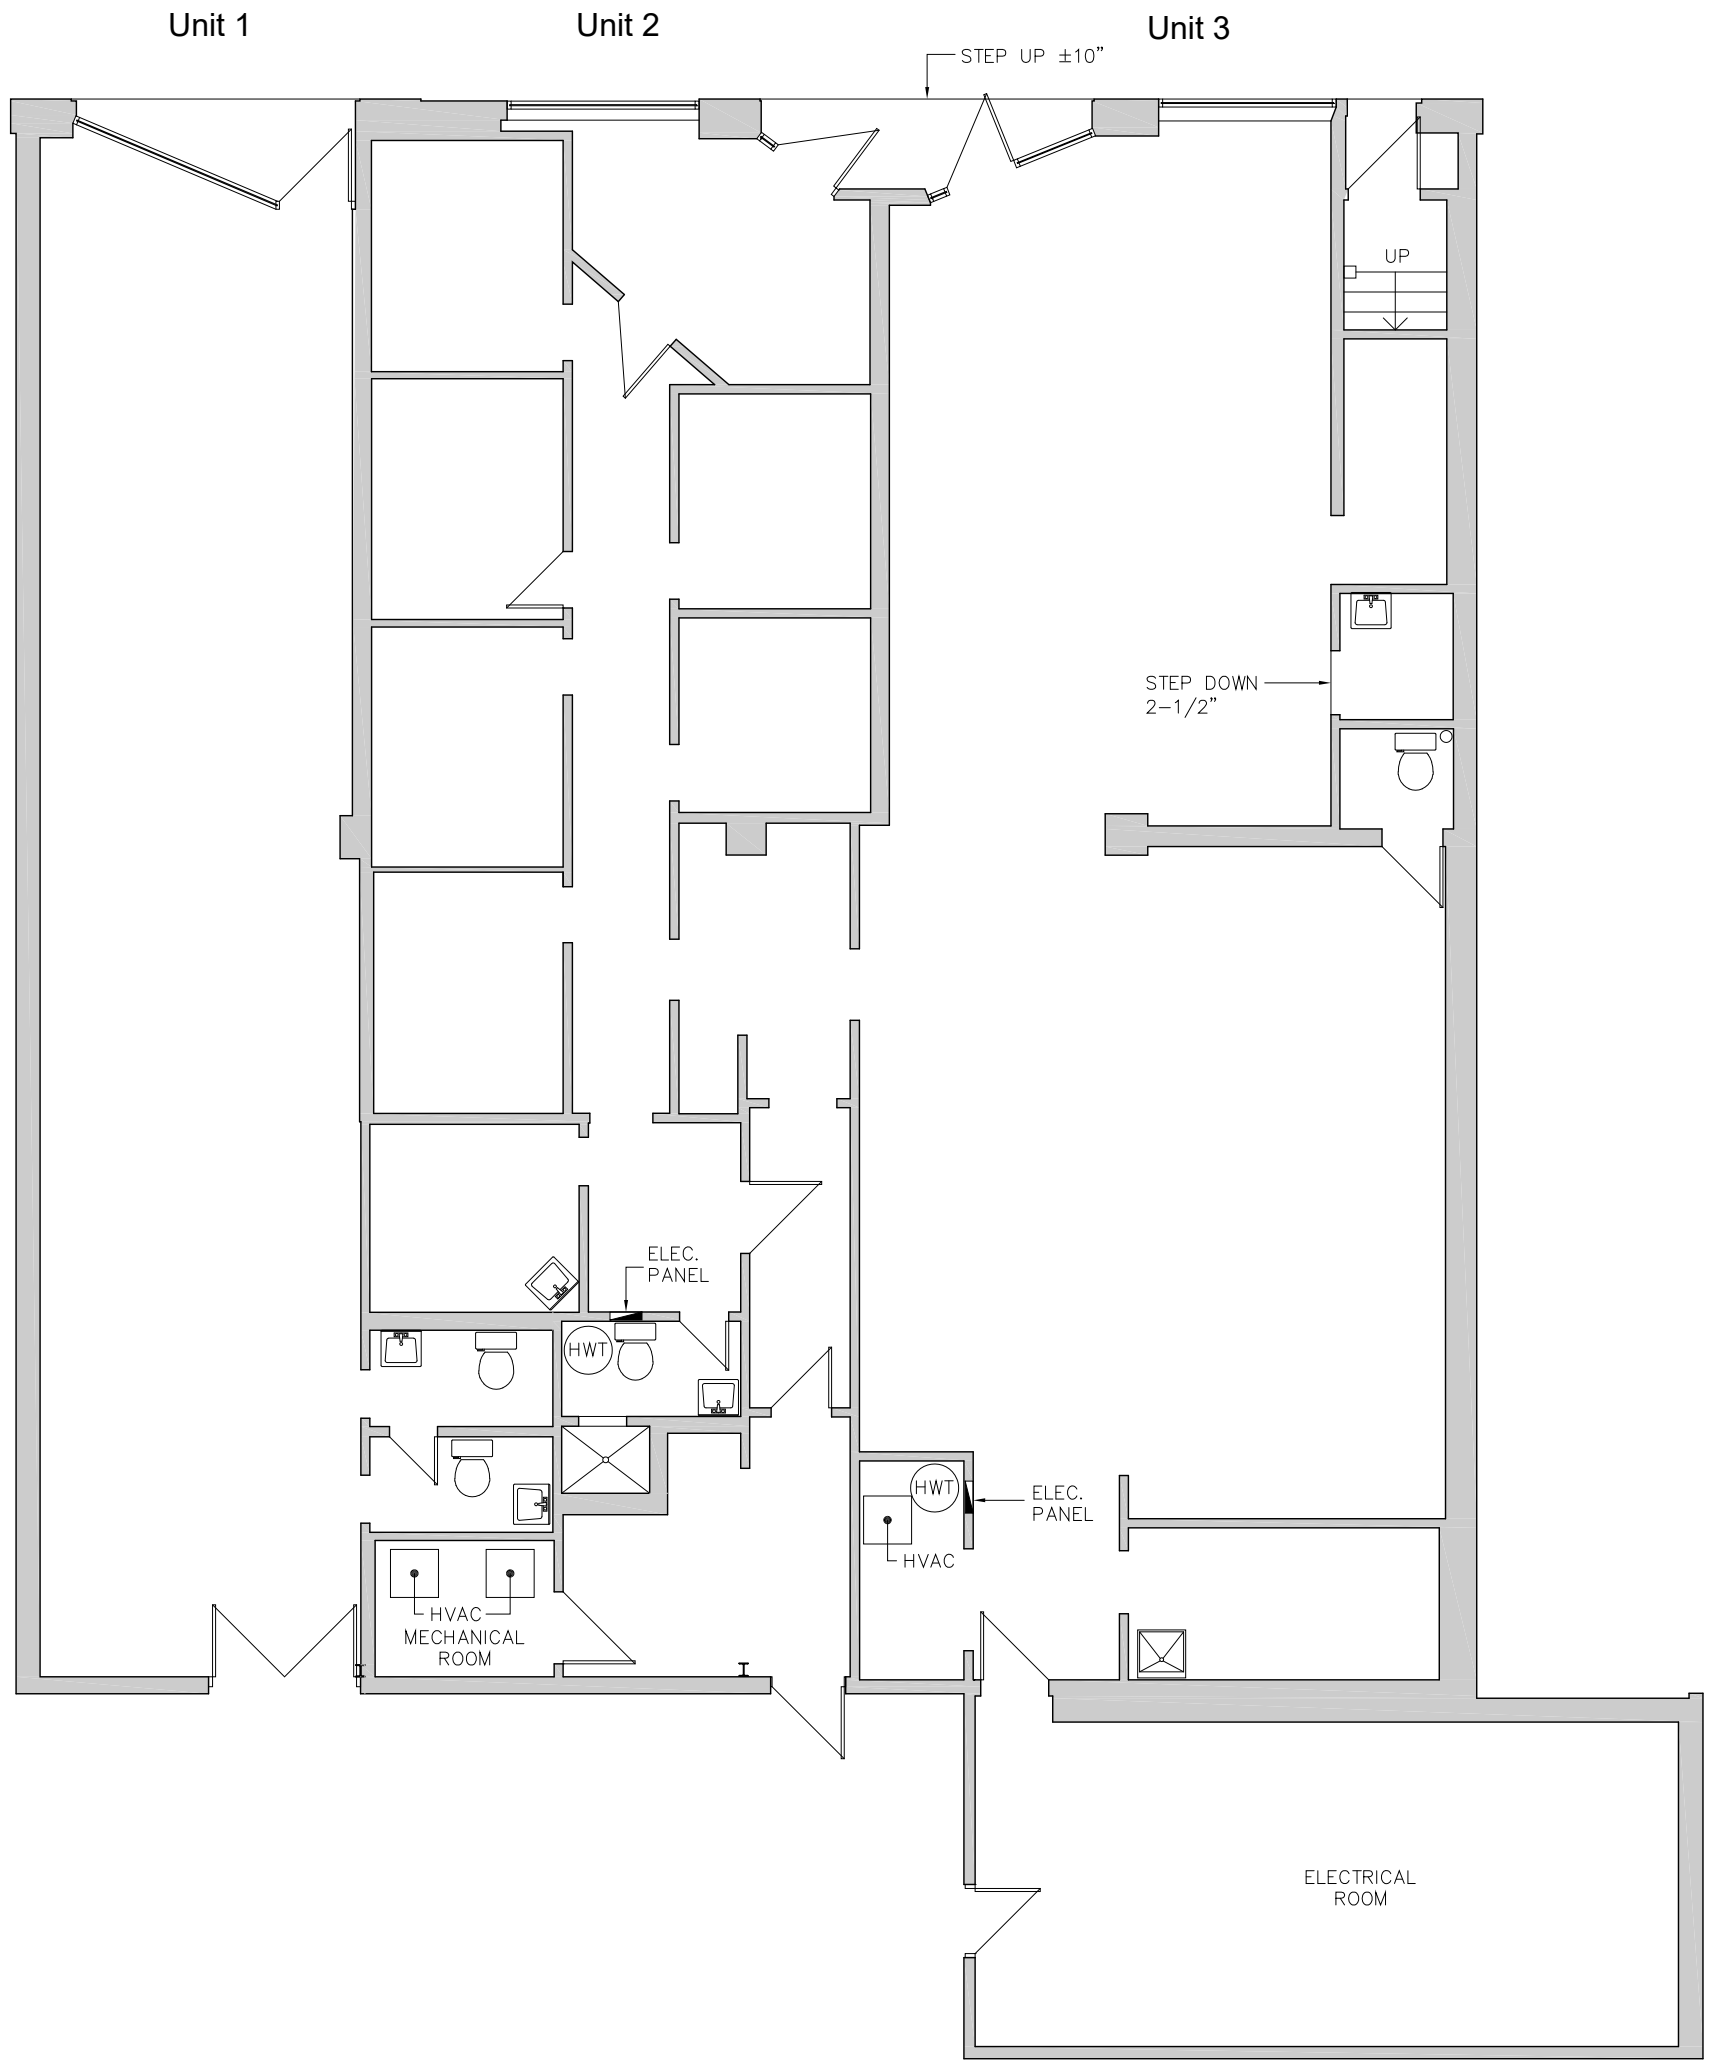 Unit 1
Unit 2
Unit 3
STEP UP ±10"
UP
STEP DOWN
2-1/2"
ELEC.
PANEL
HWT
HWT
ELEC.
PANEL
HVAC
HVAC
MECHANICAL
ROOM
ELECTRICAL
ROOM